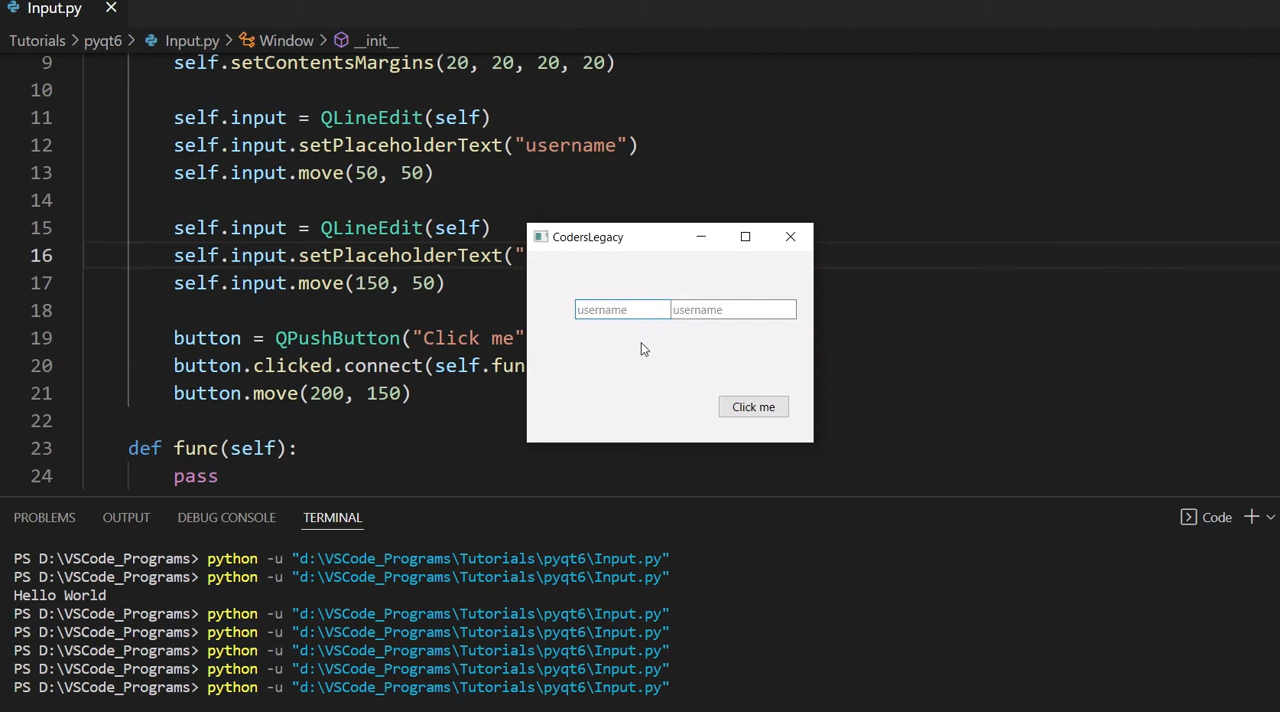 Input.py
Tutorials > pyqt6 > Input.py > Window > __init__
9 self.setContentsMargins(20, 20, 20, 20)
10
11 self.input = QLineEdit(self)
12 self.input.setPlaceholderText("username")
13 self.input.move(50, 50)
14
15 self.input = QLineEdit(self)
16 self.input.setPlaceholderText("
17 self.input.move(150, 50)
18
19 button = QPushButton("Click me"
20 button.clicked.connect(self.fun
21 button.move(200, 150)
22
23 def func(self):
24 pass
CodersLegacy
username username
Click me
PROBLEMS OUTPUT DEBUG CONSOLE TERMINAL Code
PS D:\VSCode_Programs> python -u "d:\VSCode_Programs\Tutorials\pyqt6\Input.py"
PS D:\VSCode_Programs> python -u "d:\VSCode_Programs\Tutorials\pyqt6\Input.py"
Hello World
PS D:\VSCode_Programs> python -u "d:\VSCode_Programs\Tutorials\pyqt6\Input.py"
PS D:\VSCode_Programs> python -u "d:\VSCode_Programs\Tutorials\pyqt6\Input.py"
PS D:\VSCode_Programs> python -u "d:\VSCode_Programs\Tutorials\pyqt6\Input.py"
PS D:\VSCode_Programs> python -u "d:\VSCode_Programs\Tutorials\pyqt6\Input.py"
PS D:\VSCode_Programs> python -u "d:\VSCode_Programs\Tutorials\pyqt6\Input.py"